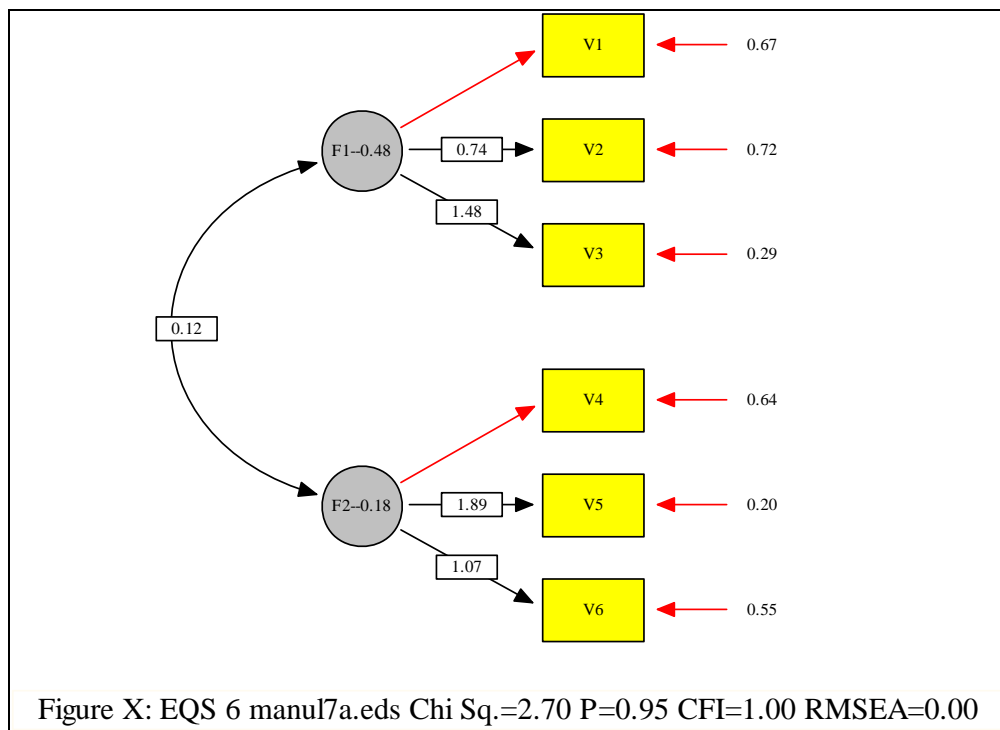 V1
0.67
F1--0.48
0.74
V2
0.72
1.48
V3
0.29
0.12
V4
0.64
F2--0.18
1.89
V5
0.20
1.07
V6
0.55
Figure X: EQS 6 manul7a.eds Chi Sq.=2.70 P=0.95 CFI=1.00 RMSEA=0.00